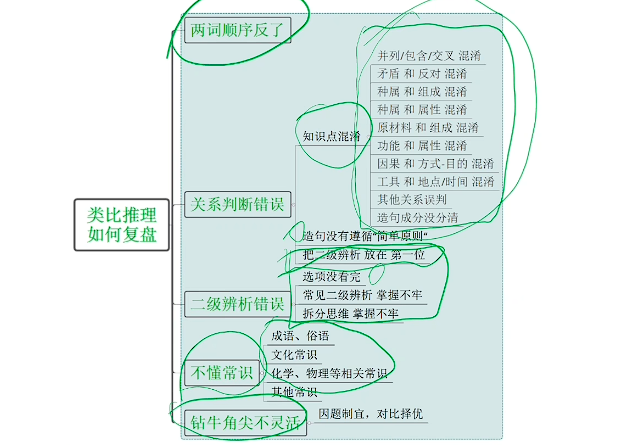 类比推理
如何复盘
两词顺序反了
关系判断错误
知识点混淆
并列/包含/交叉 混淆
矛盾 和 反对 混淆
种属 和 组成 混淆
种属 和 属性 混淆
原材料 和 组成 混淆
功能 和 属性 混淆
因果 和 方式-目的 混淆
工具 和 地点/时间 混淆
其他关系误判
造句成分没分清
造句没有遵循“简单原则”
把二级辨析 放在 第一位
二级辨析错误
选项没看完
常见二级辨析 掌握不牢
拆分思维 掌握不牢
不懂常识
成语、俗语
文化常识
化学、物理等相关常识
其他常识
钻牛角尖不灵活
因题制宜，对比择优